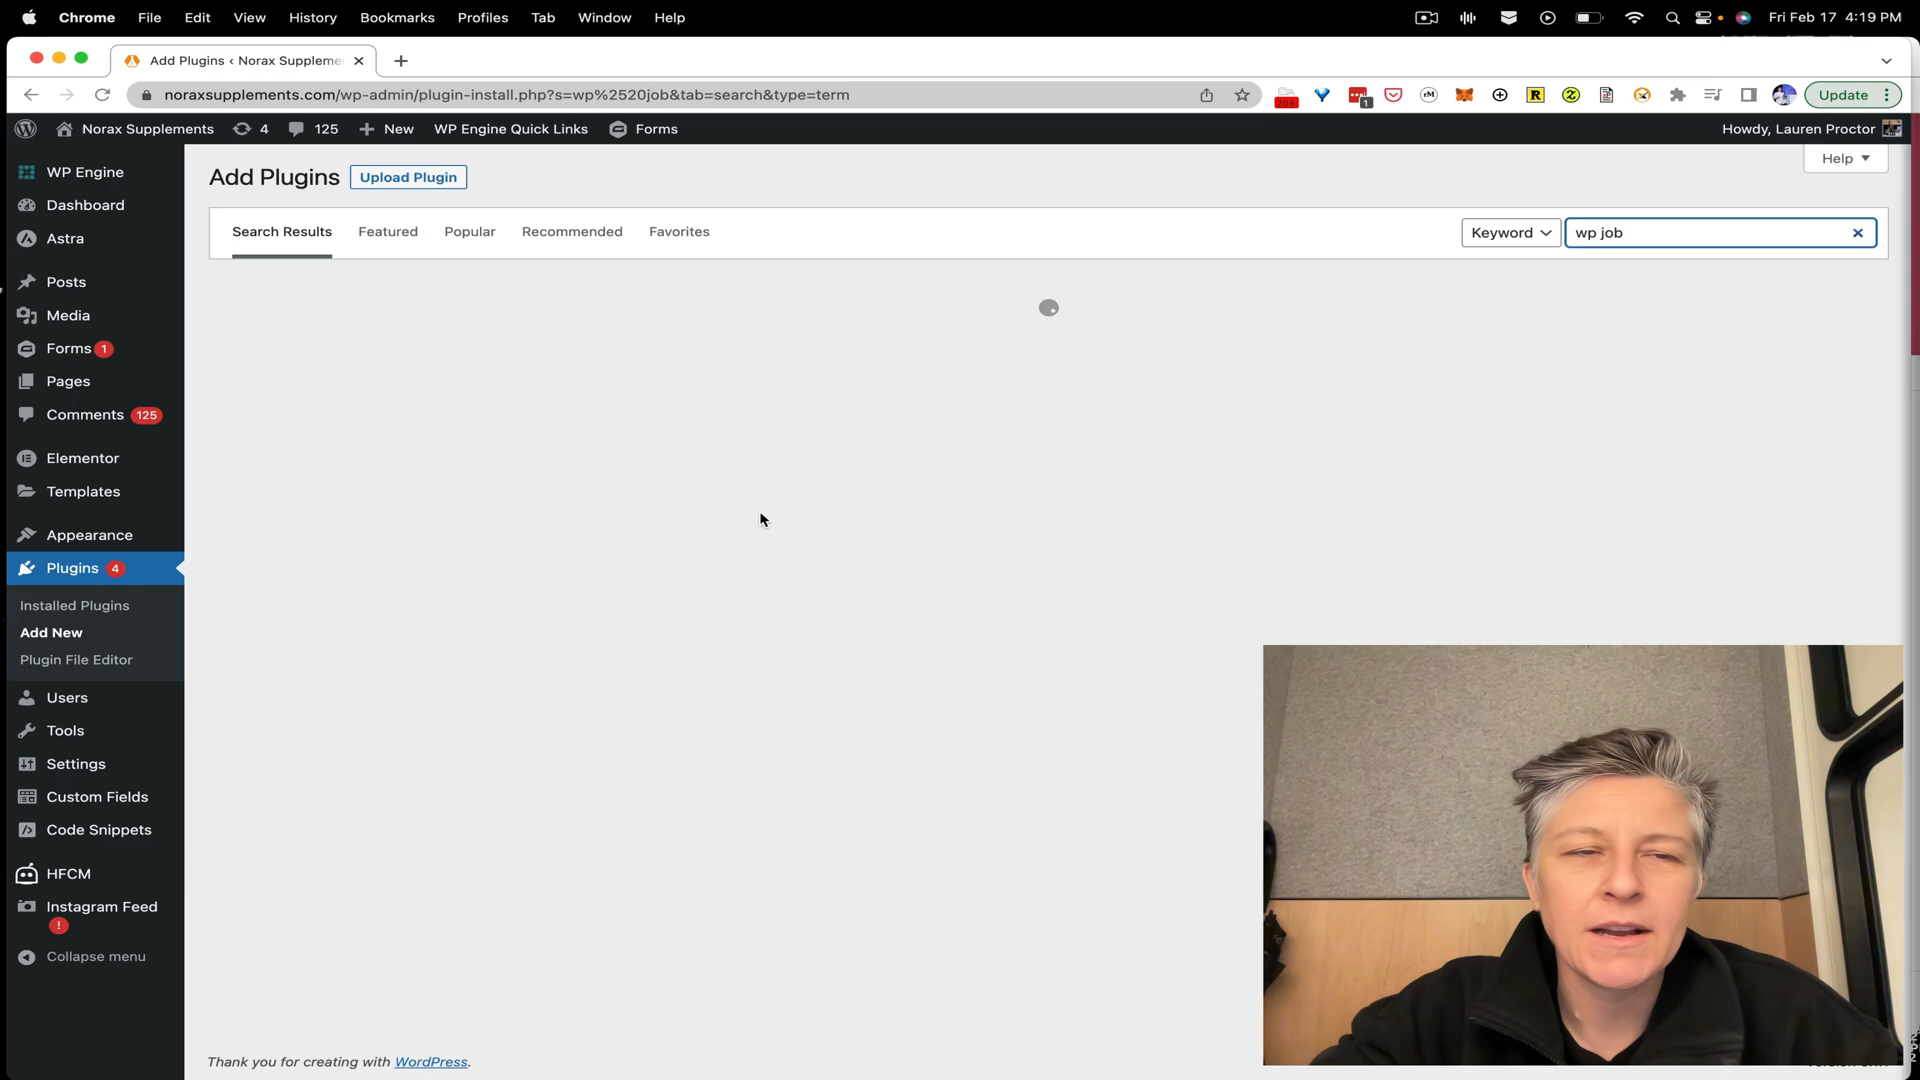 Chrome File Edit View History Bookmarks Profiles Tab Window Help Fri Feb 17 4:19 PM
Add Plugins ‹ Norax Suppleme
noraxsupplements.com/wp-admin/plugin-install.php?s=wp%2520job&tab=search&type=term 205 1 rM R Update
Norax Supplements 4 125 New WP Engine Quick Links Forms Howdy, Lauren Proctor
WP Engine
Dashboard
Astra
Posts
Media
Forms 1
Pages
Comments 125
Elementor
Templates
Appearance
Plugins 4
Installed Plugins
Add New
Plugin File Editor
Users
Tools
Settings
Custom Fields
Code Snippets
HFCM
Instagram Feed
!
Collapse menu
Help
Add Plugins Upload Plugin
Search Results Featured Popular Recommended Favorites Keyword wp job
Thank you for creating with WordPress.